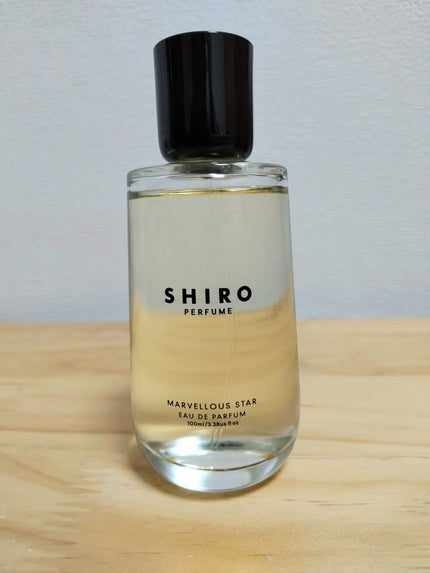 SHIRO
PERFUME
MARVELLOUS STAR
EAU DE PARFUM
100ml/3.38us fl oz